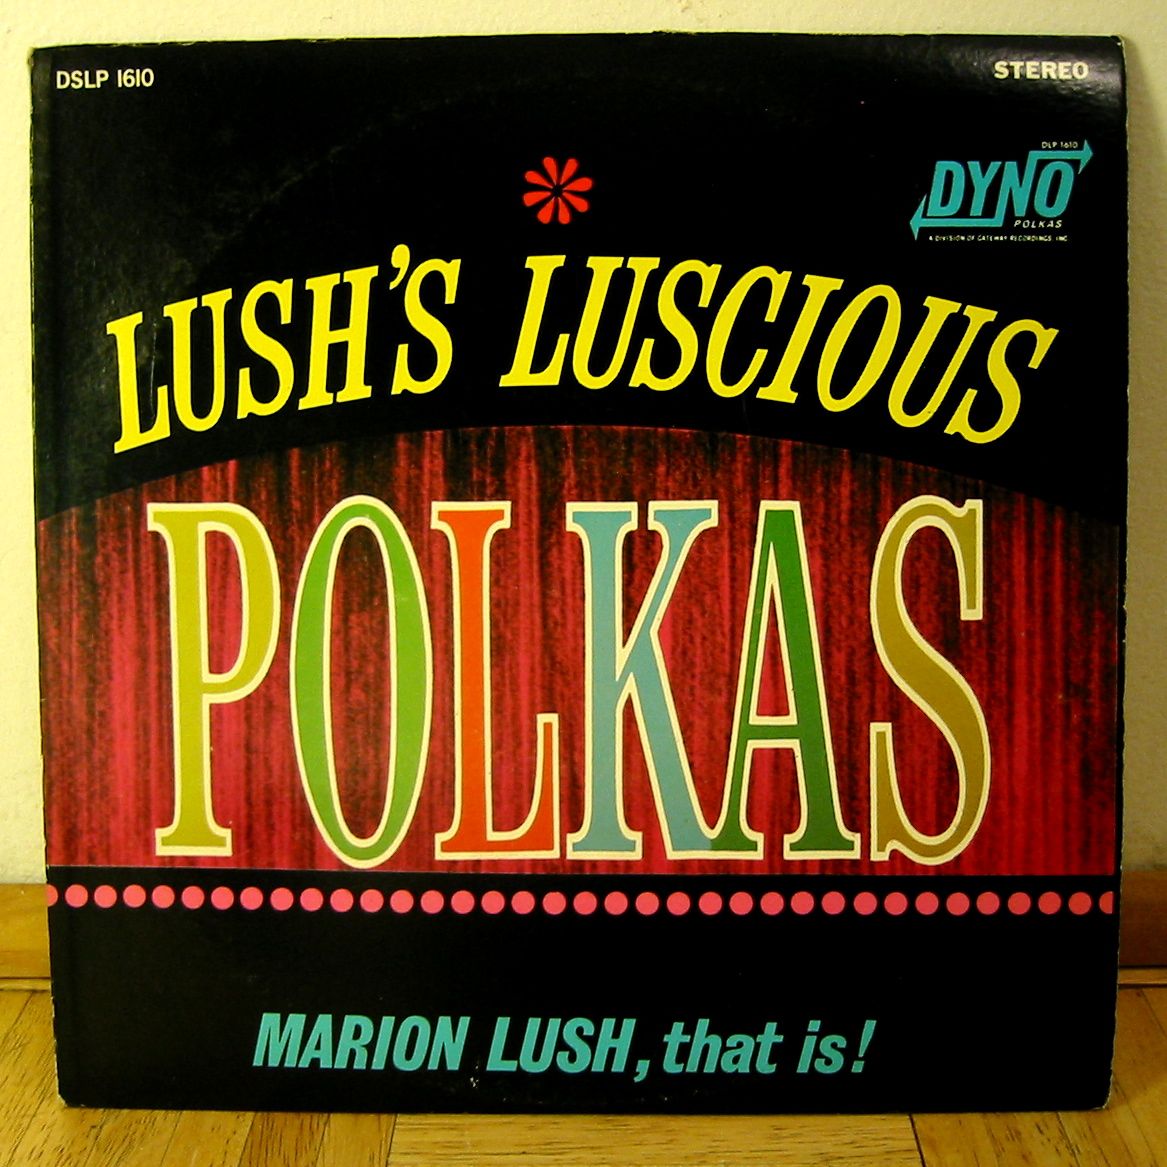 DSLP 1610
STEREO
DLP 1610
DYNO
POLKAS
A DIVISION OF GATEWAY RECORDINGS, INC.
LUSH'S LUSCIOUS
POLKAS
MARION LUSH, that is!